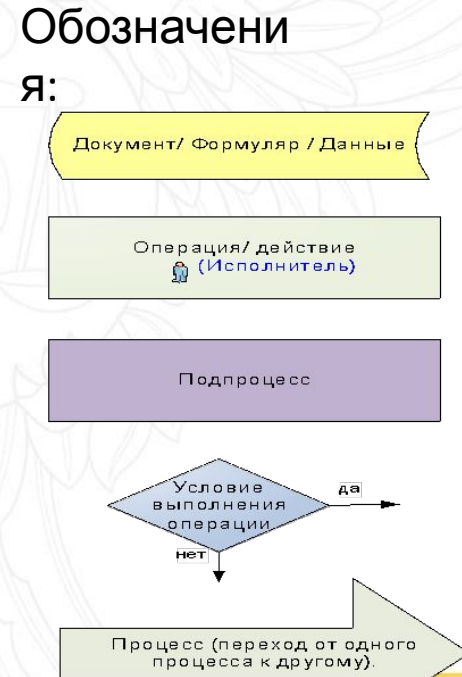 Обозначени
я:
Документ/ Формуляр / Данные
Операция/ действие
(Исполнитель)
Подпроцесс
Условие
выполнения
операции
да
нет
Процесс (переход от одного
процесса к другому).